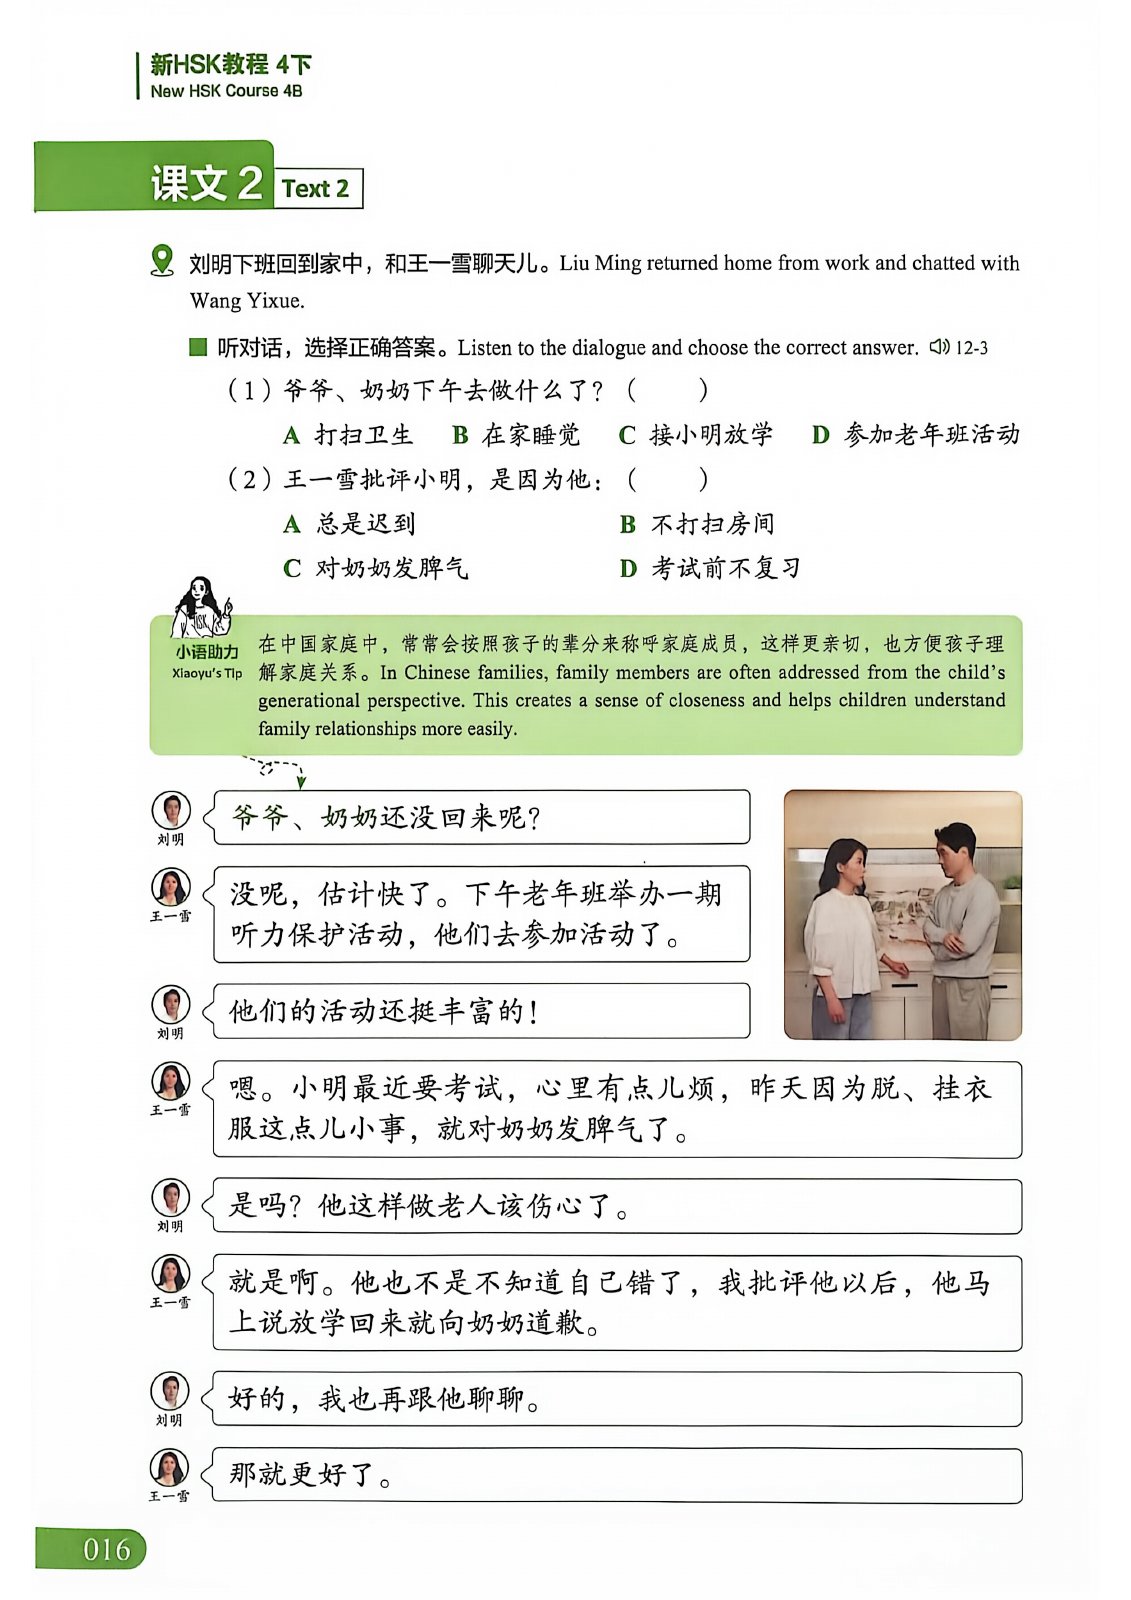 新HSK教程 4下
New HSK Course 4B
课文 2 Text 2
刘明下班回到家中，和王一雪聊天儿。Liu Ming returned home from work and chatted with
Wang Yixue.
听对话，选择正确答案。Listen to the dialogue and choose the correct answer. 12-3
（1）爷爷、奶奶下午去做什么了？（ ）
A 打扫卫生 B 在家睡觉 C 接小明放学 D 参加老年班活动
（2）王一雪批评小明，是因为他：（ ）
A 总是迟到 B 不打扫房间
C 对奶奶发脾气 D 考试前不复习
HSK
小语助力
Xiaoyu's Tip
在中国家庭中，常常会按照孩子的辈分来称呼家庭成员，这样更亲切，也方便孩子理
解家庭关系。In Chinese families, family members are often addressed from the child's
generational perspective. This creates a sense of closeness and helps children understand
family relationships more easily.
刘明
爷爷、奶奶还没回来呢？
王一雪
没呢，估计快了。下午老年班举办一期
听力保护活动，他们去参加活动了。
刘明
他们的活动还挺丰富的！
王一雪
嗯。小明最近要考试，心里有点儿烦，昨天因为脱、挂衣
服这点儿小事，就对奶奶发脾气了。
刘明
是吗？他这样做老人该伤心了。
王一雪
就是啊。他也不是不知道自己错了，我批评他以后，他马
上说放学回来就向奶奶道歉。
刘明
好的，我也再跟他聊聊。
王一雪
那就更好了。
016